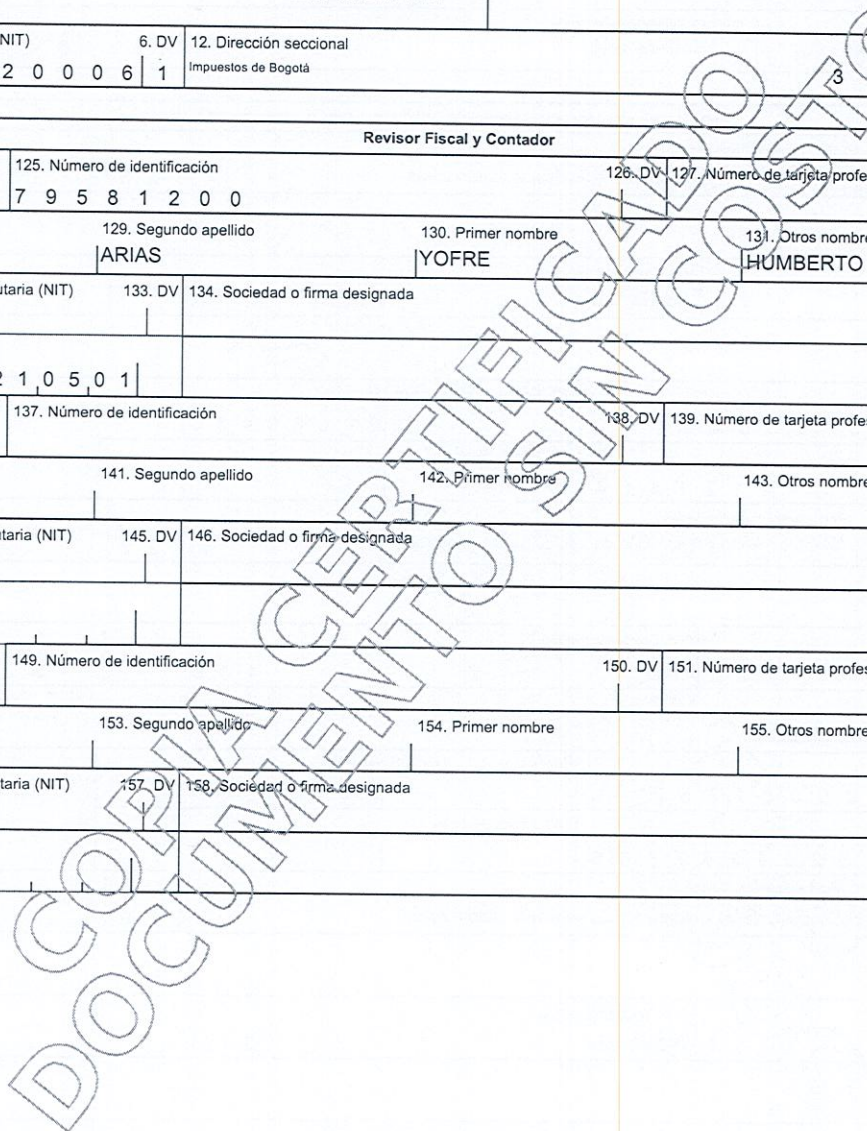 NIT) 6. DV 12. Dirección seccional
2 0 0 0 6 1 Impuestos de Bogotá 3
Revisor Fiscal y Contador
125. Número de identificación 126. DV 127. Número de tarjeta profe
7 9 5 8 1 2 0 0
129. Segundo apellido 130. Primer nombre 131. Otros nombre
ARIAS YOFRE HUMBERTO
utaria (NIT) 133. DV 134. Sociedad o firma designada
2 1 0 5 0 1
137. Número de identificación 138. DV 139. Número de tarjeta profe
141. Segundo apellido 142. Primer nombre 143. Otros nombre
utaria (NIT) 145. DV 146. Sociedad o firma designada
149. Número de identificación 150. DV 151. Número de tarjeta profes
153. Segundo apellido 154. Primer nombre 155. Otros nombre
taria (NIT) 157. DV 158. Sociedad o firma designada
COPIA CERTIFICADO
DOCUMENTO SIN COSTO